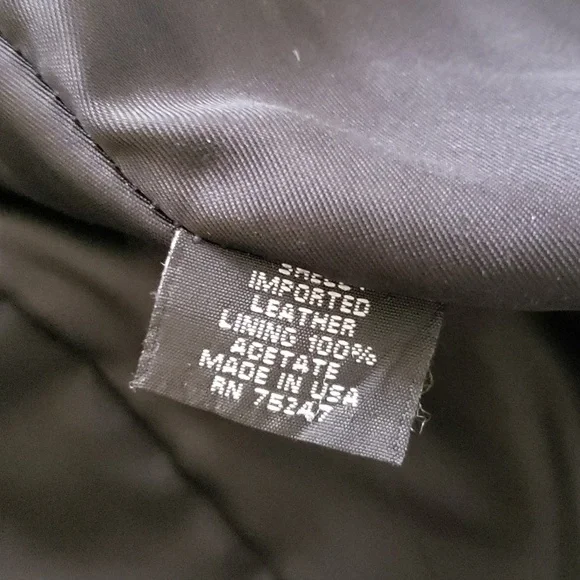 IMPORTED
LEATHER
LINING 100%
ACETATE
MADE IN USA
RN 75247